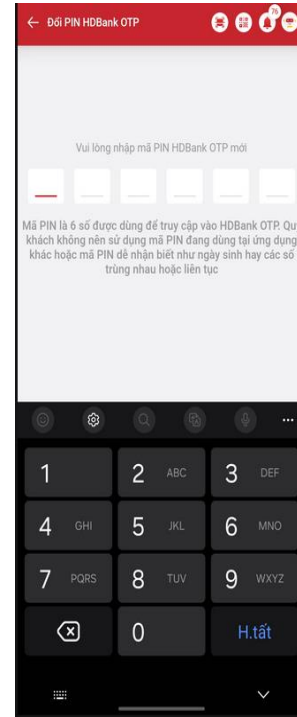 Đổi PIN HDBank OTP
76
Vui lòng nhập mã PIN HDBank OTP mới
Mã PIN là 6 số được dùng để truy cập vào HDBank OTP. Qu
khách không nên sử dụng mã PIN đang dùng tại ứng dụng
khác hoặc mã PIN dễ nhận biết như ngày sinh hay các số
trùng nhau hoặc liên tục
1 2 ABC 3 DEF
4 GHI 5 JKL 6 MNO
7 PQRS 8 TUV 9 WXYZ
0 H.tất